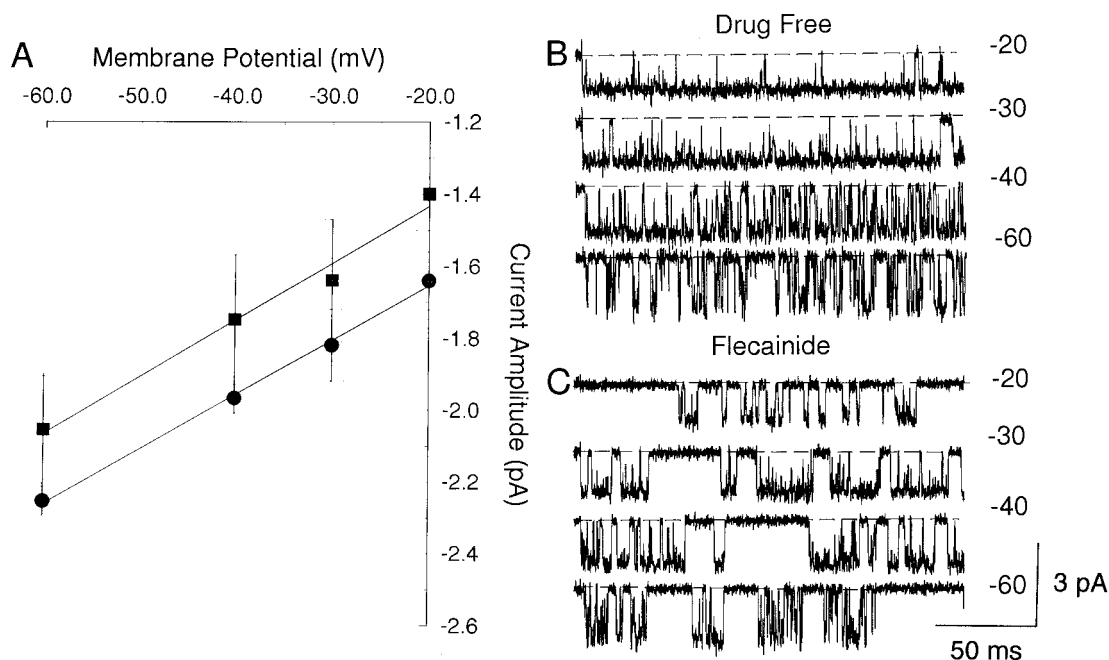 A
Membrane Potential (mV)
-60.0 -50.0 -40.0 -30.0 -20.0
-1.2
-1.4
-1.6
-1.8
-2.0
-2.2
-2.4
-2.6
Current Amplitude (pA)
Drug Free
B
-20
-30
-40
-60
Flecainide
C
-20
-30
-40
-60
3 pA
50 ms